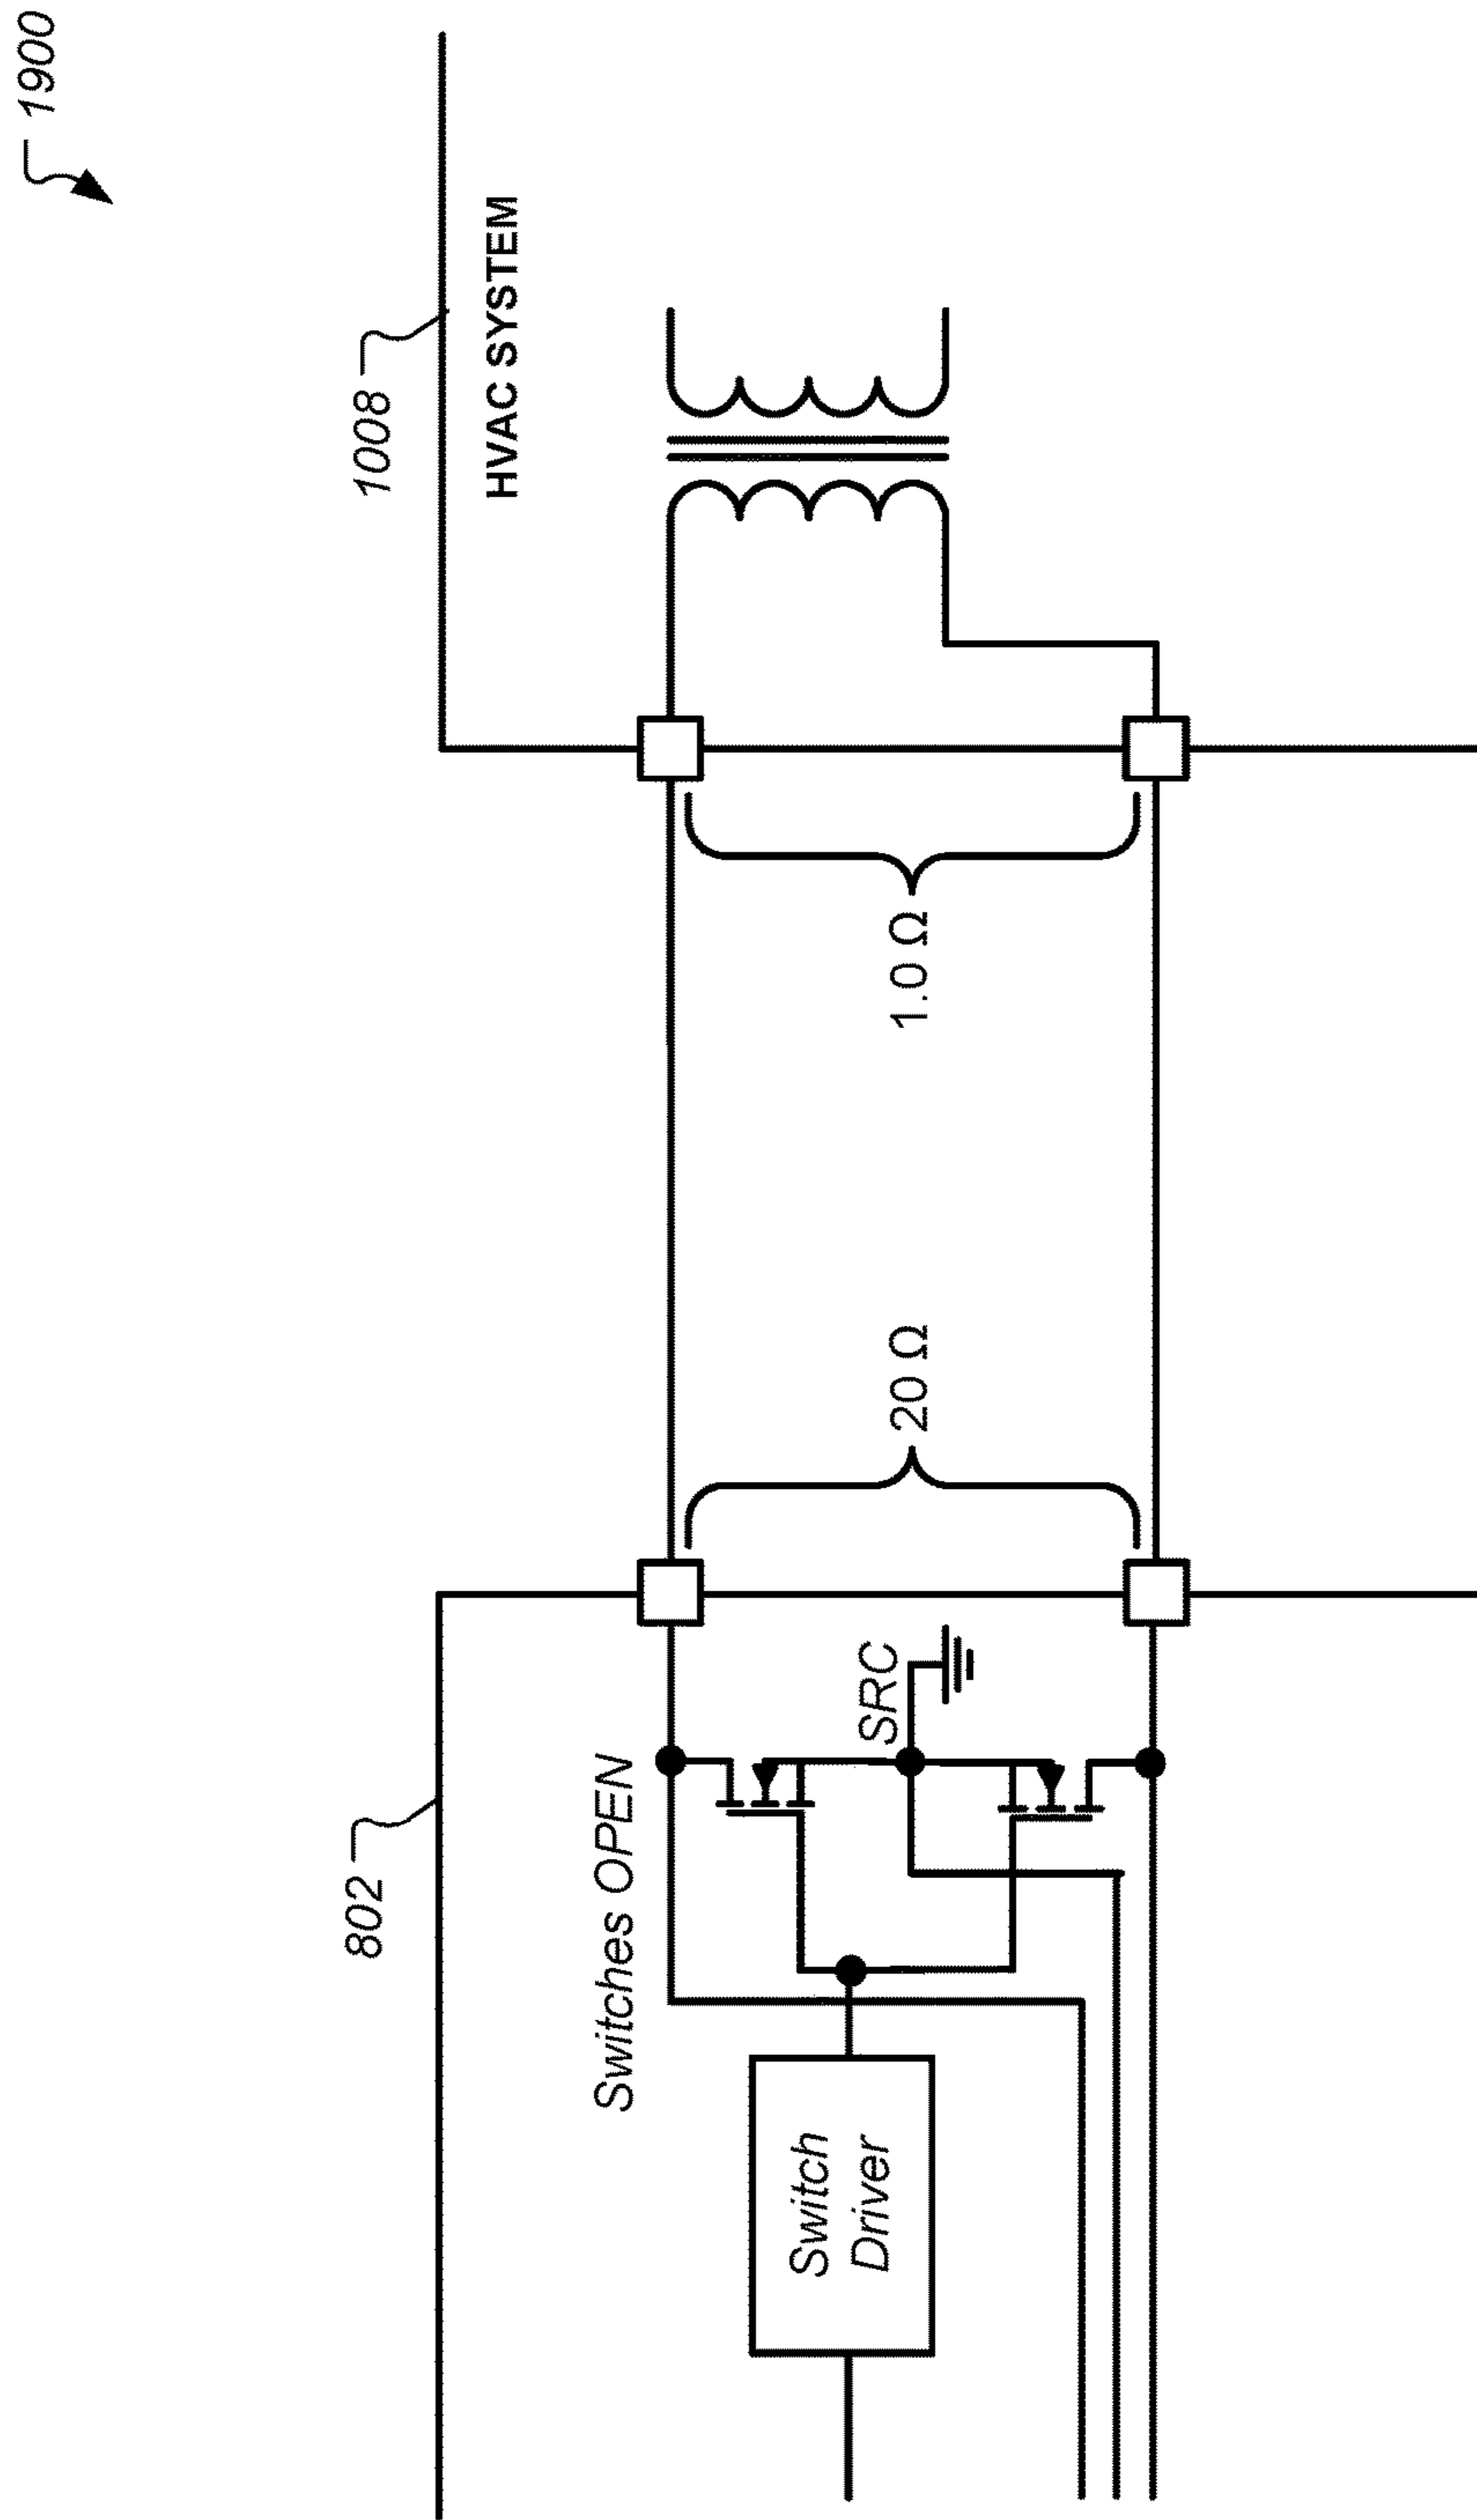 1900
802
1008
HVAC SYSTEM
Switches OPEN
Switch
Driver
SRC
20 Ω
1.0 Ω